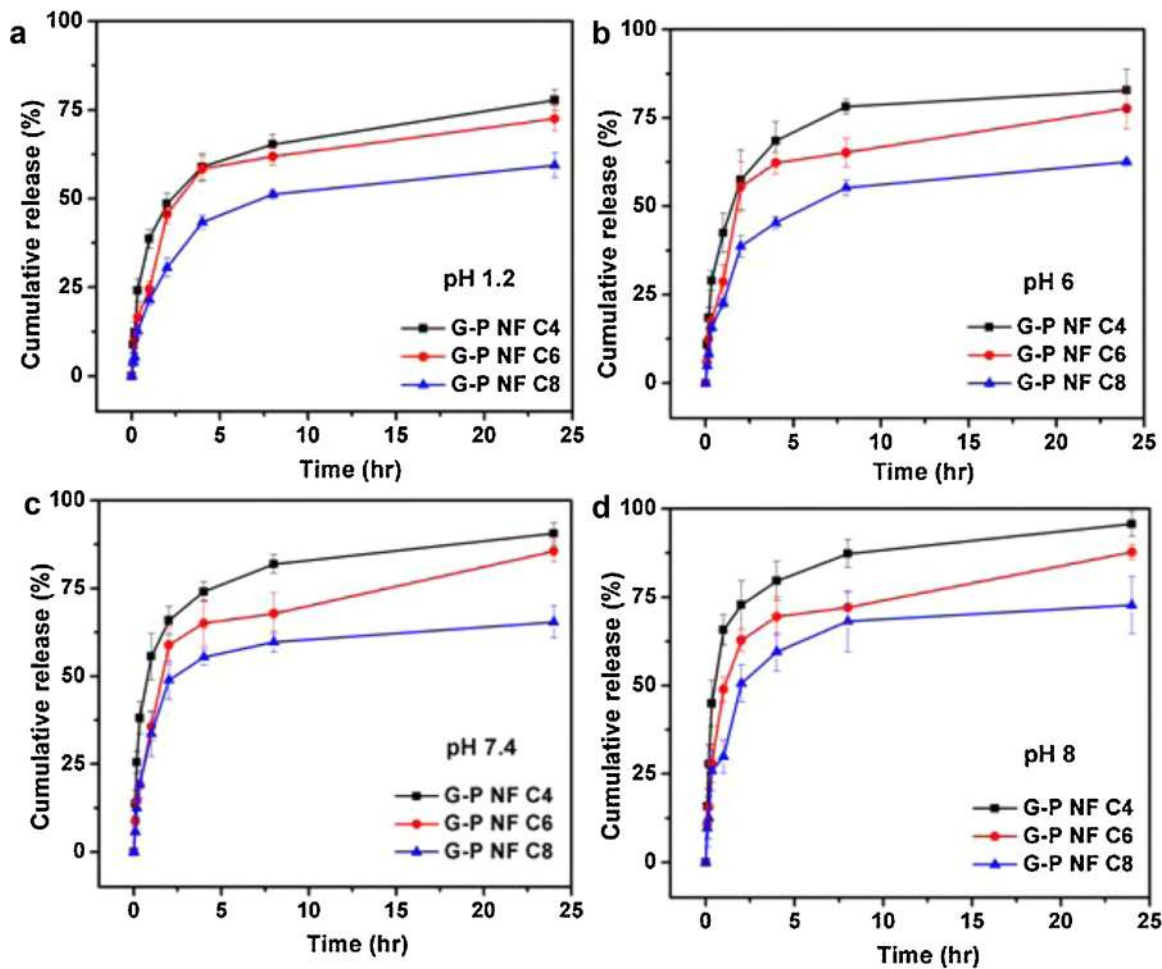 a
100
75
50
25
0
Cumulative release (%)
pH 1.2
G-P NF C4
G-P NF C6
G-P NF C8
0 5 10 15 20 25
Time (hr)
b
100
75
50
25
0
Cumulative release (%)
pH 6
G-P NF C4
G-P NF C6
G-P NF C8
0 5 10 15 20 25
Time (hr)
c
100
75
50
25
0
Cumulative release (%)
pH 7.4
G-P NF C4
G-P NF C6
G-P NF C8
0 5 10 15 20 25
Time (hr)
d
100
75
50
25
0
Cumulative release (%)
pH 8
G-P NF C4
G-P NF C6
G-P NF C8
0 5 10 15 20 25
Time (hr)